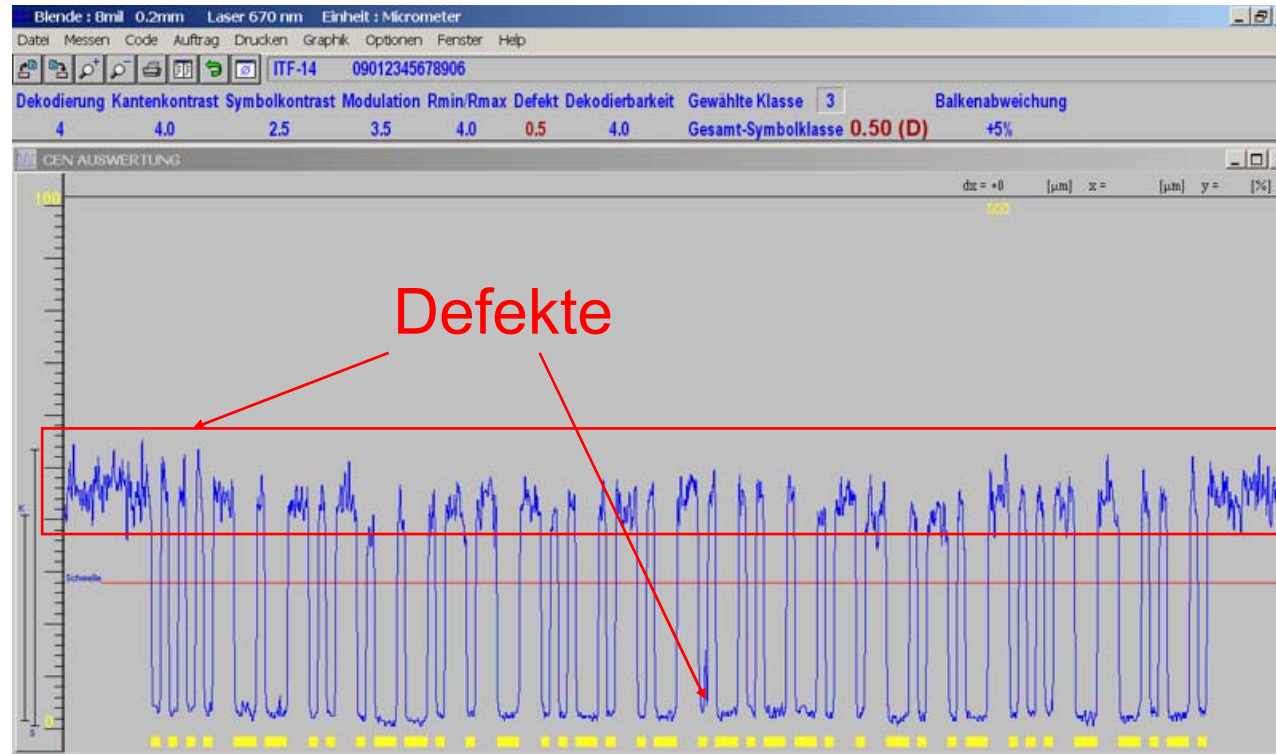 Blende : 8mil 0.2mm Laser 670 nm Einheit : Micrometer
Datei Messen Code Auftrag Drucken Graphik Optionen Fenster Help
ITF-14 09012345678906
Dekodierung Kantenkontrast Symbolkontrast Modulation Rmin/Rmax Defekt Dekodierbarkeit Gewählte Klasse 3 Balkenabweichung
4 4.0 2.5 3.5 4.0 0.5 4.0 Gesamt-Symbolklasse 0.50 (D) +5%
CEN AUSWERTUNG
dx = +0 [µm] x = [µm] y = [%]
100
Defekte
K
Schwelle
0
S